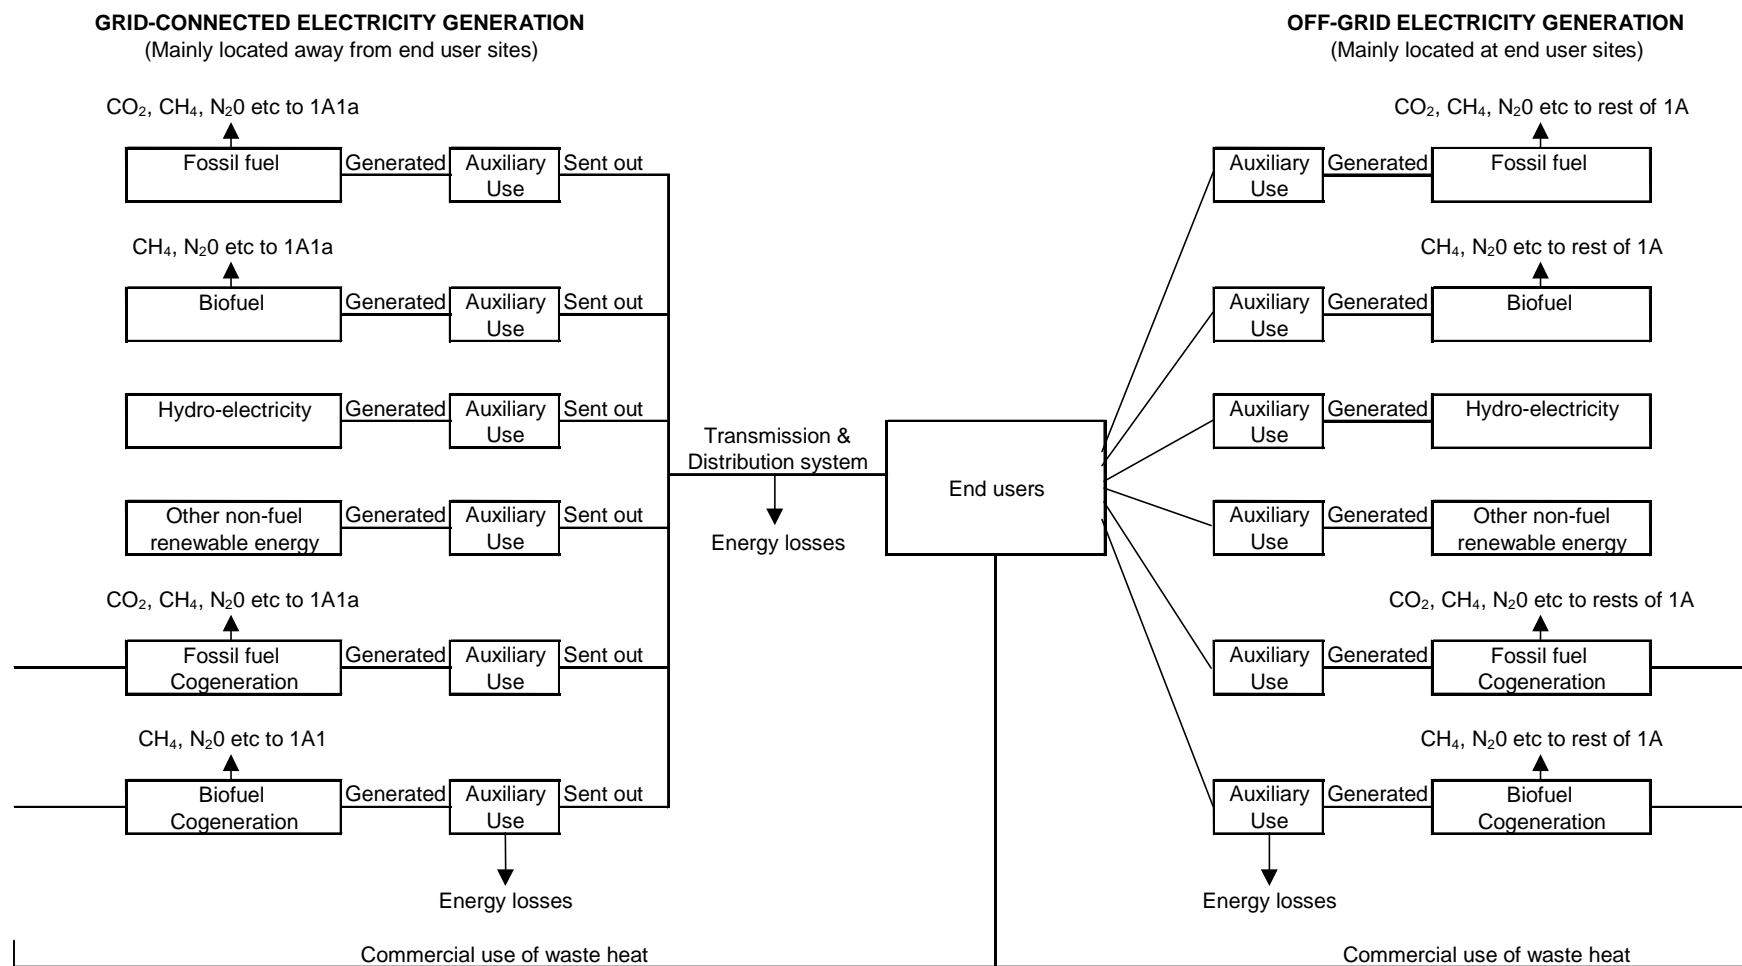 GRID-CONNECTED ELECTRICITY GENERATION
(Mainly located away from end user sites)
CO₂, CH₄, N₂0 etc to 1A1a
Fossil fuel
Generated
Auxiliary
Use
Sent out
CH₄, N₂0 etc to 1A1a
Biofuel
Generated
Auxiliary
Use
Sent out
Hydro-electricity
Generated
Auxiliary
Use
Sent out
Other non-fuel
renewable energy
Generated
Auxiliary
Use
Sent out
CO₂, CH₄, N₂0 etc to 1A1a
Fossil fuel
Cogeneration
Generated
Auxiliary
Use
Sent out
CH₄, N₂0 etc to 1A1
Biofuel
Cogeneration
Generated
Auxiliary
Use
Sent out
Energy losses
Commercial use of waste heat
Transmission &
Distribution system
Energy losses
End users
OFF-GRID ELECTRICITY GENERATION
(Mainly located at end user sites)
CO₂, CH₄, N₂0 etc to rest of 1A
Auxiliary
Use
Generated
Fossil fuel
CH₄, N₂0 etc to rest of 1A
Auxiliary
Use
Generated
Biofuel
Auxiliary
Use
Generated
Hydro-electricity
Auxiliary
Use
Generated
Other non-fuel
renewable energy
CO₂, CH₄, N₂0 etc to rests of 1A
Auxiliary
Use
Generated
Fossil fuel
Cogeneration
CH₄, N₂0 etc to rest of 1A
Auxiliary
Use
Generated
Biofuel
Cogeneration
Energy losses
Commercial use of waste heat